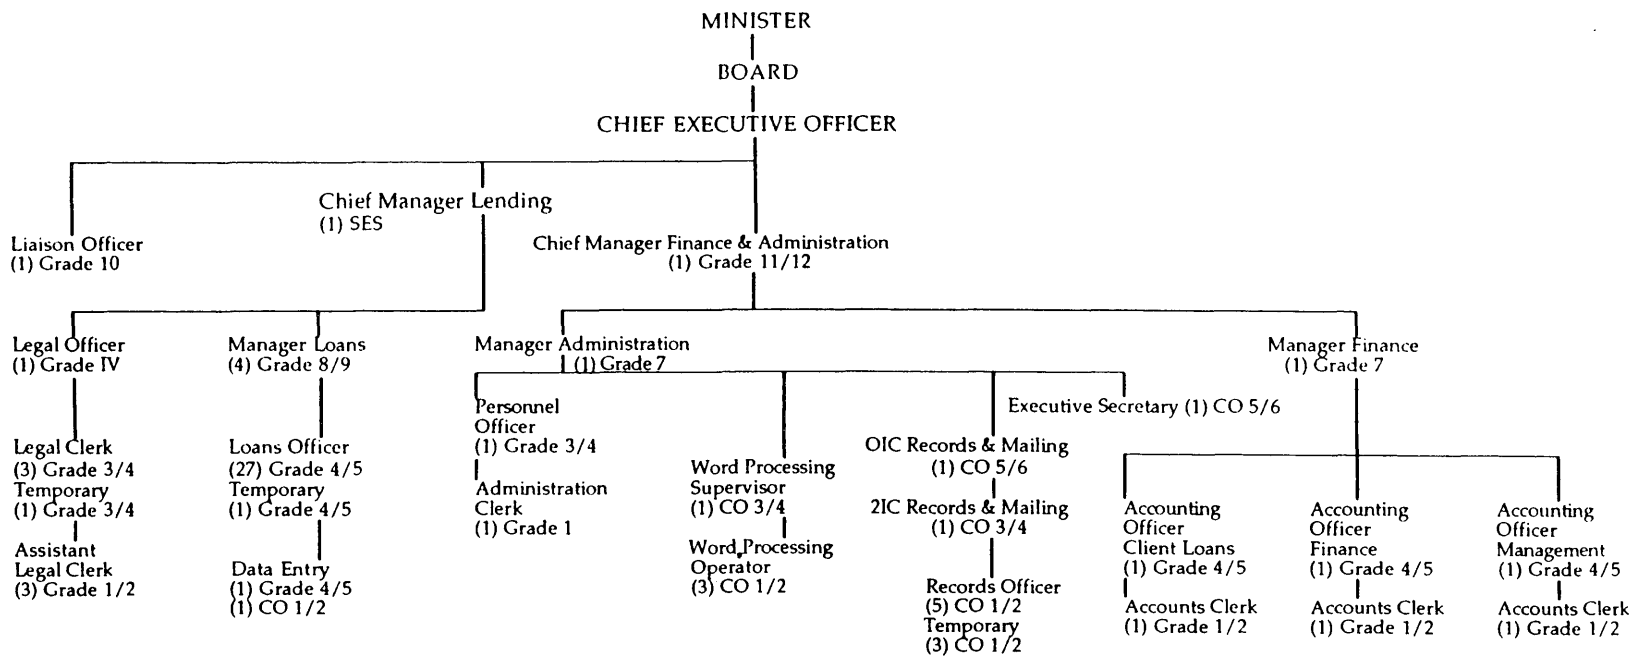 MINISTER
BOARD
CHIEF EXECUTIVE OFFICER
Chief Manager Lending
(1) SES
Liaison Officer
(1) Grade 10
Chief Manager Finance & Administration
(1) Grade 11/12
Legal Officer
(1) Grade IV
Manager Loans
(4) Grade 8/9
Manager Administration
(1) Grade 7
Manager Finance
(1) Grade 7
Legal Clerk
(3) Grade 3/4
Temporary
(1) Grade 3/4
Assistant
Legal Clerk
(3) Grade 1/2
Loans Officer
(27) Grade 4/5
Temporary
(1) Grade 4/5
Data Entry
(1) Grade 4/5
(1) CO 1/2
Personnel
Officer
(1) Grade 3/4
Administration
Clerk
(1) Grade 1
Word Processing
Supervisor
(1) CO 3/4
Word Processing
Operator
(3) CO 1/2
OIC Records & Mailing
(1) CO 5/6
2IC Records & Mailing
(1) CO 3/4
Records Officer
(5) CO 1/2
Temporary
(3) CO 1/2
Executive Secretary (1) CO 5/6
Accounting
Officer
Client Loans
(1) Grade 4/5
Accounts Clerk
(1) Grade 1/2
Accounting
Officer
Finance
(1) Grade 4/5
Accounts Clerk
(1) Grade 1/2
Accounting
Officer
Management
(1) Grade 4/5
Accounts Clerk
(1) Grade 1/2